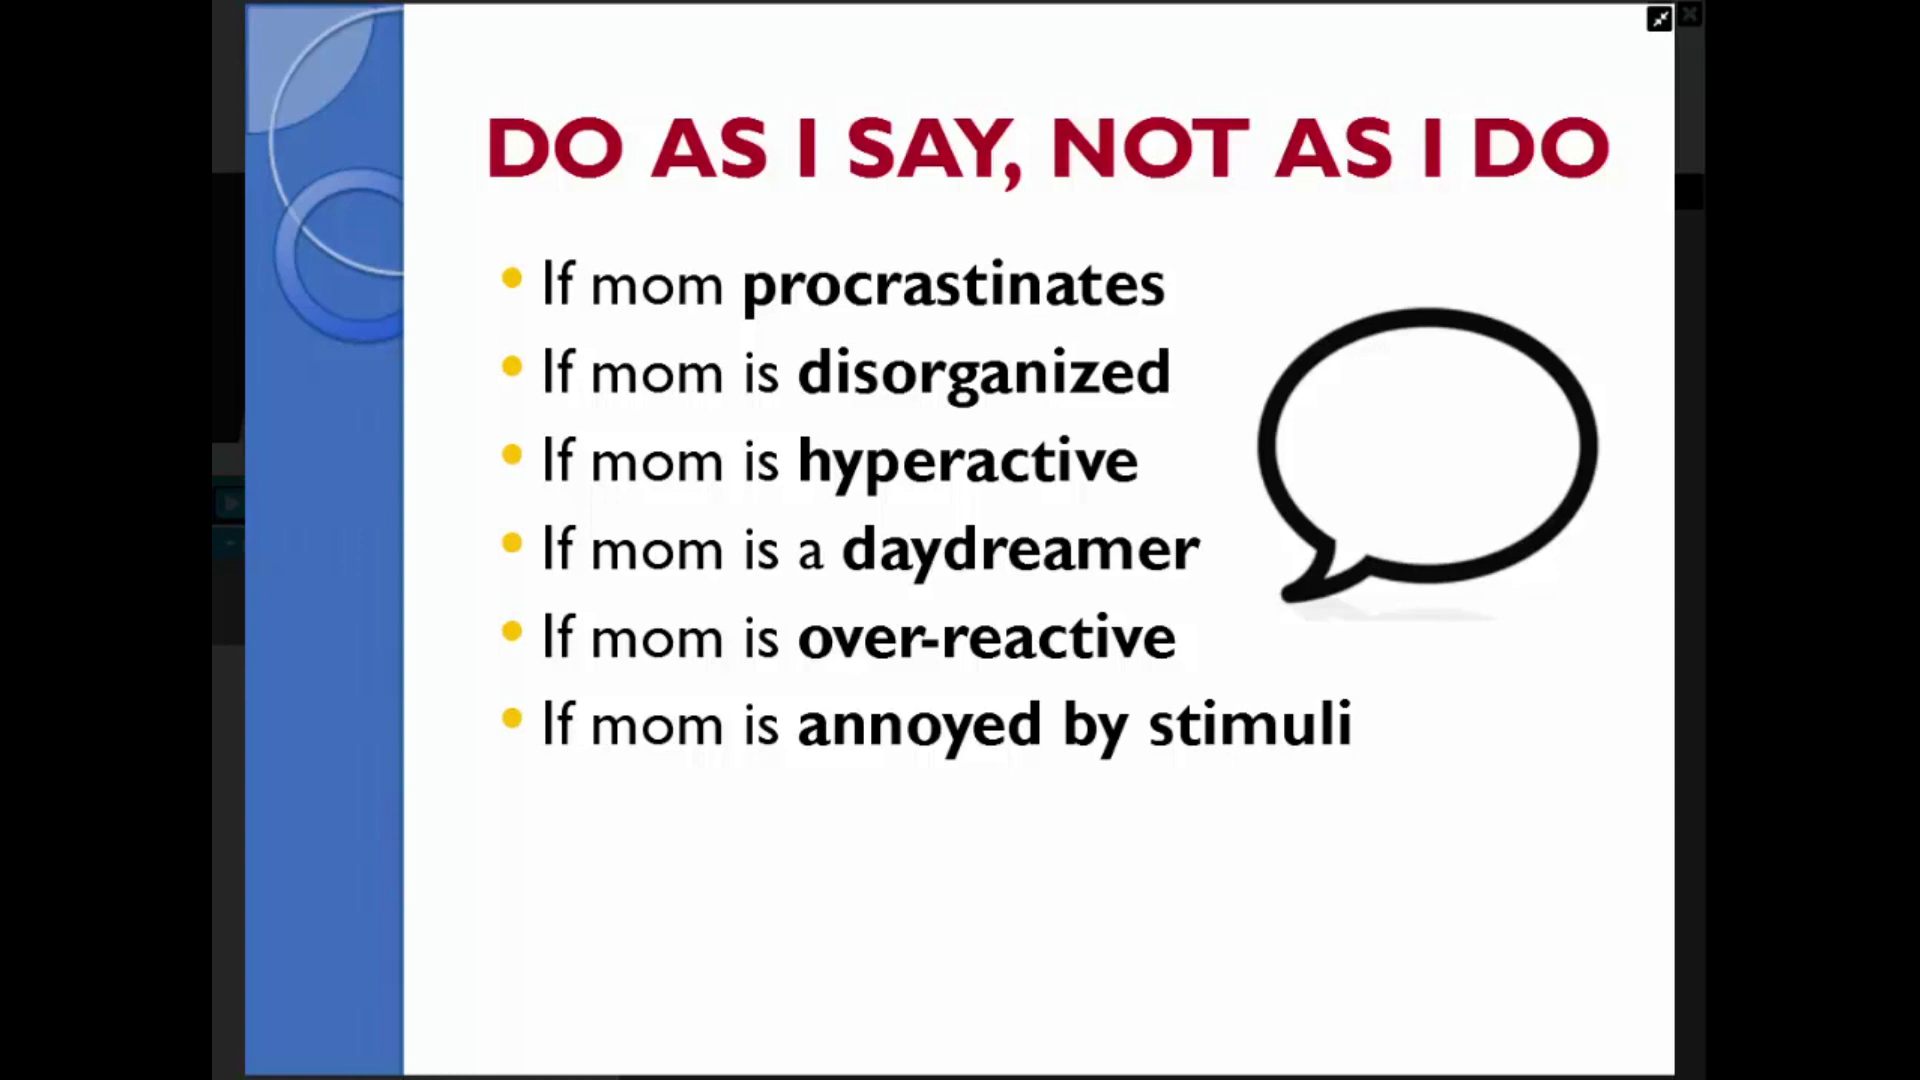 DO AS I SAY, NOT AS I DO
• If mom procrastinates
• If mom is disorganized
• If mom is hyperactive
• If mom is a daydreamer
• If mom is over-reactive
• If mom is annoyed by stimuli